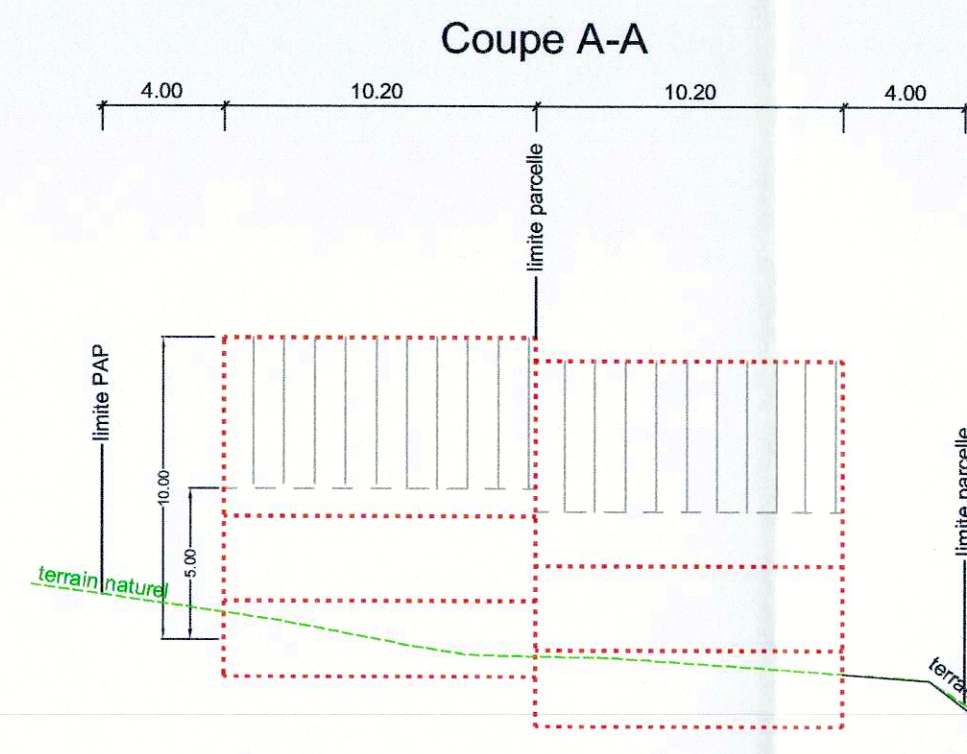 Coupe A-A
4.00 10.20 10.20 4.00
limite parcelle
limite PAP
limite parcelle
10.00
5.00
terrain naturel